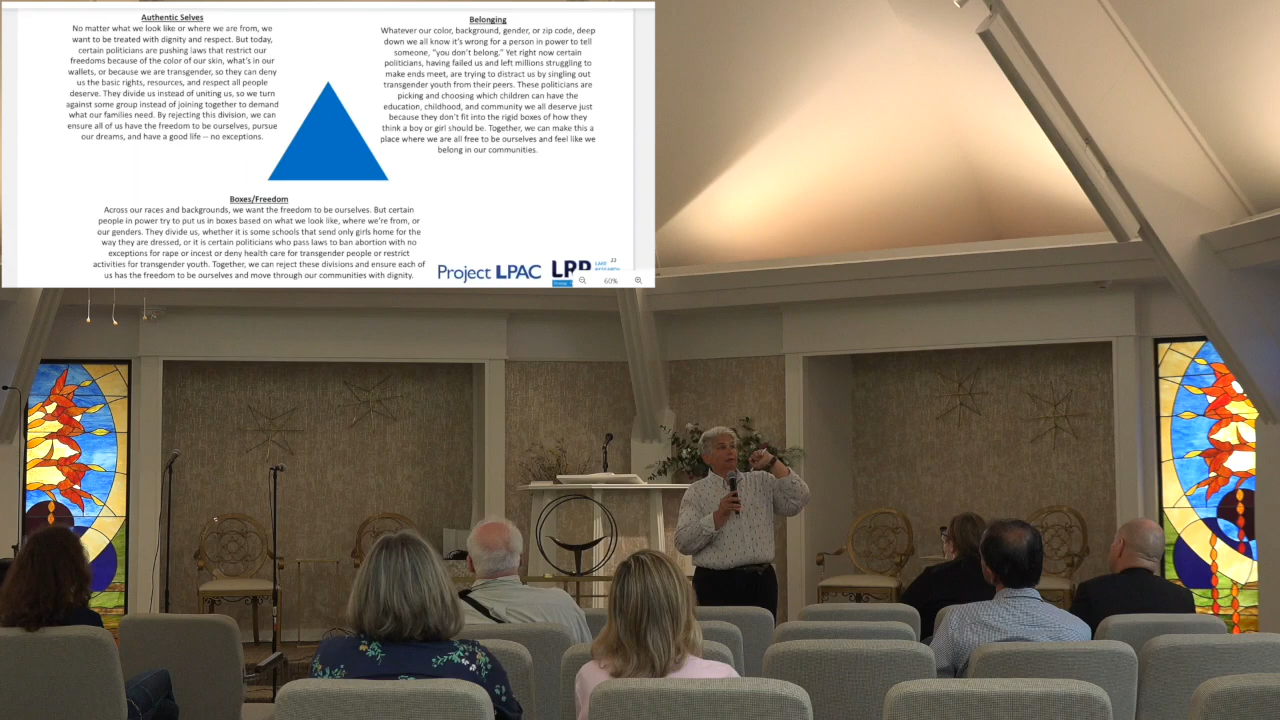 Authentic Selves
No matter what we look like or where we are from, we
want to be treated with dignity and respect. But today,
certain politicians are pushing laws that restrict our
freedoms because of the color of our skin, what's in our
wallets, or because we are transgender, so they can deny
us the basic rights, resources, and respect all people
deserve. They divide us instead of uniting us, so we turn
against some group instead of joining together to demand
what our families need. By rejecting this division, we can
ensure all of us have the freedom to be ourselves, pursue
our dreams, and have a good life – no exceptions.
Belonging
Whatever our color, background, gender, or zip code, deep
down we all know it's wrong for a person in power to tell
someone, "you don't belong." Yet right now certain
politicians, having failed us and left millions struggling to
make ends meet, are trying to distract us by singling out
transgender youth from their peers. These politicians are
picking and choosing which children can have the
education, childhood, and community we all deserve just
because they don't fit into the rigid boxes of how they
think a boy or girl should be. Together, we can make this a
place where we are all free to be ourselves and feel like we
belong in our communities.
Boxes/Freedom
Across our races and backgrounds, we want the freedom to be ourselves. But certain
people in power try to put us in boxes based on what we look like, where we're from, or
our genders. They divide us, whether it is some schools that send only girls home for the
way they are dressed, or it is certain politicians who pass laws to ban abortion with no
exceptions for rape or incest or deny health care for transgender people or restrict
activities for transgender youth. Together, we can reject these divisions and ensure each of
us has the freedom to be ourselves and move through our communities with dignity.
Project LPAC
LRP
LAKE
RESEARCH
23
60%